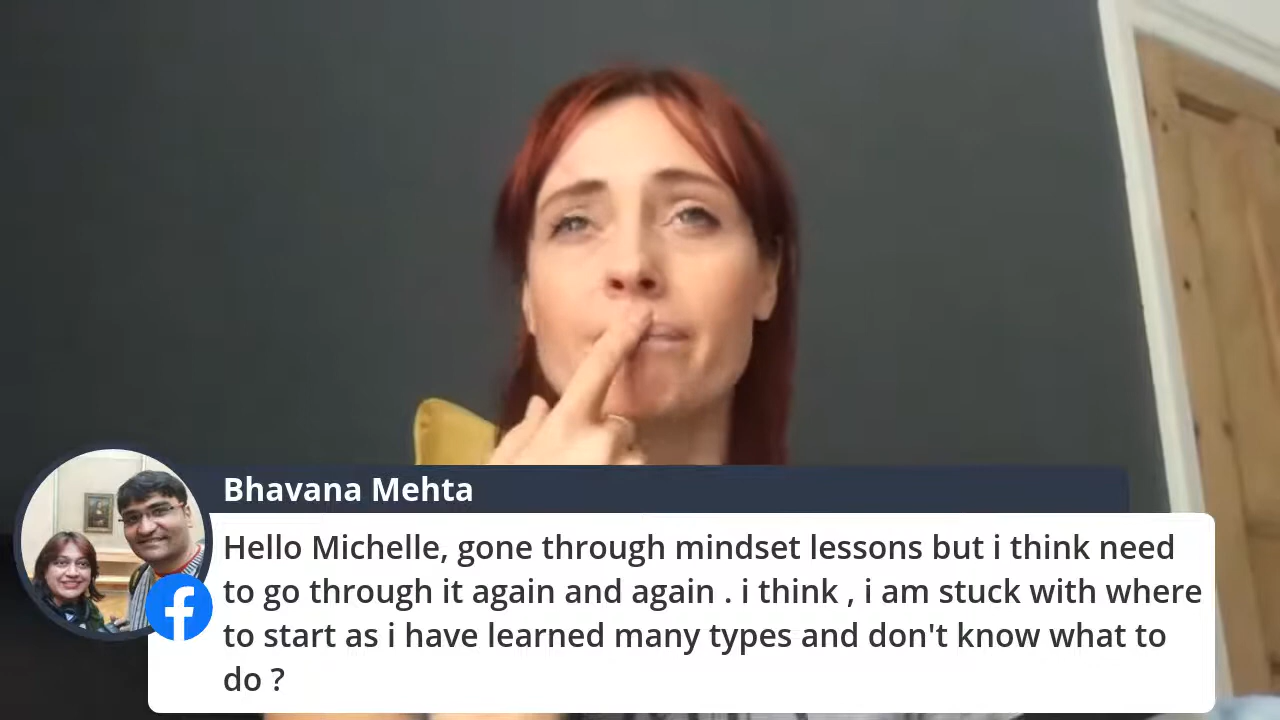 Bhavana Mehta
Hello Michelle, gone through mindset lessons but i think need
to go through it again and again . i think , i am stuck with where
to start as i have learned many types and don't know what to
do ?